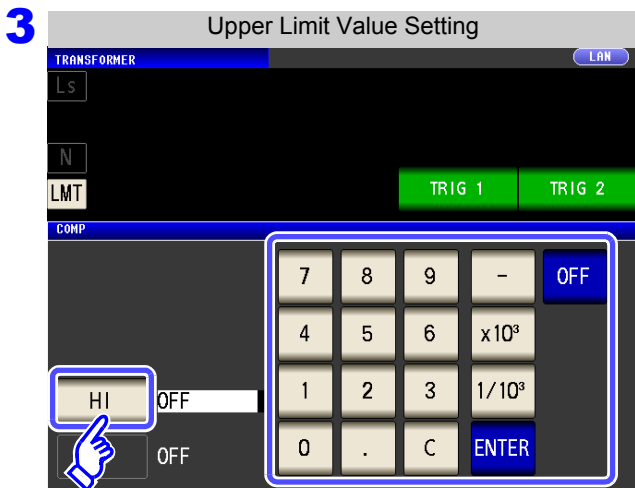 3
Upper Limit Value Setting
TRANSFORMER
LAN
Ls
N
LMT
TRIG 1
TRIG 2
COMP
7 8 9 - OFF
4 5 6 x10³
1 2 3 1/10³
HI OFF
0 . C ENTER
OFF